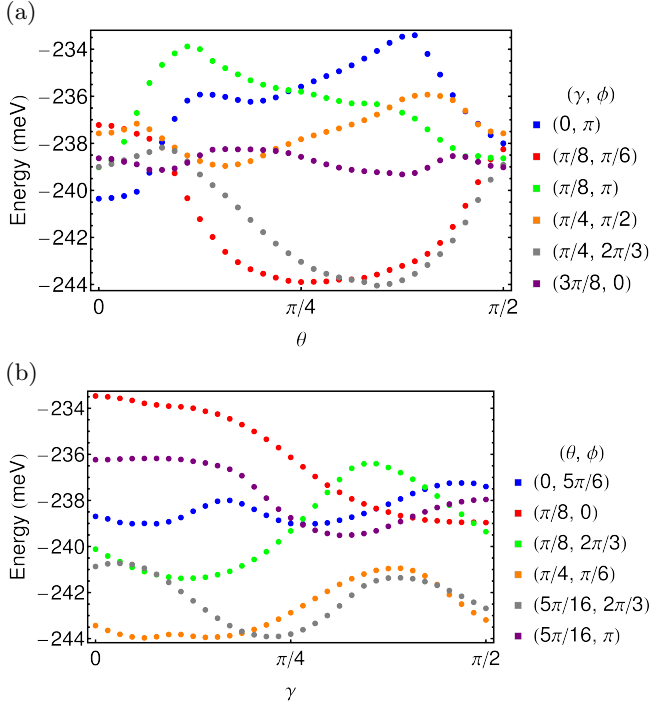 (a)
Energy (meV)
−234
−236
−238
−240
−242
−244
0
π/4
π/2
θ
(γ, ϕ)
(0, π)
(π/8, π/6)
(π/8, π)
(π/4, π/2)
(π/4, 2π/3)
(3π/8, 0)
(b)
Energy (meV)
−234
−236
−238
−240
−242
−244
0
π/4
π/2
γ
(θ, ϕ)
(0, 5π/6)
(π/8, 0)
(π/8, 2π/3)
(π/4, π/6)
(5π/16, 2π/3)
(5π/16, π)